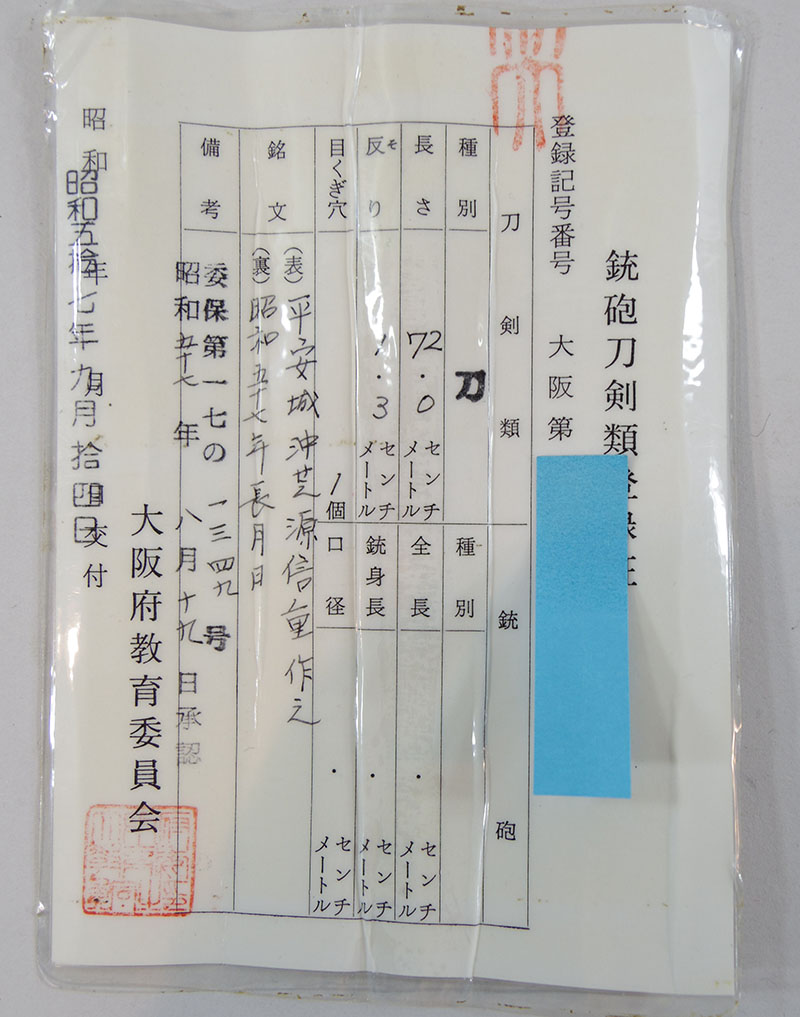 銃砲刀剣類登録証
登録記号番号 大阪第
刀剣類 銃砲
種別 刀 種別
長さ 72.0 センチメートル 全長 . センチメートル
反り ソ 1.3 センチメートル 銃身長 . センチメートル
目くぎ穴 1個 口径 . センチメートル
銘文 (表) 平安城沖芝源信重作之
(裏) 昭和五十七年長月日
備考 委保第一七の一三四九号
昭和五十七年八月十九日承認
大阪府教育委員会
昭和 年 月 日交付
昭和五拾七年九月拾四日